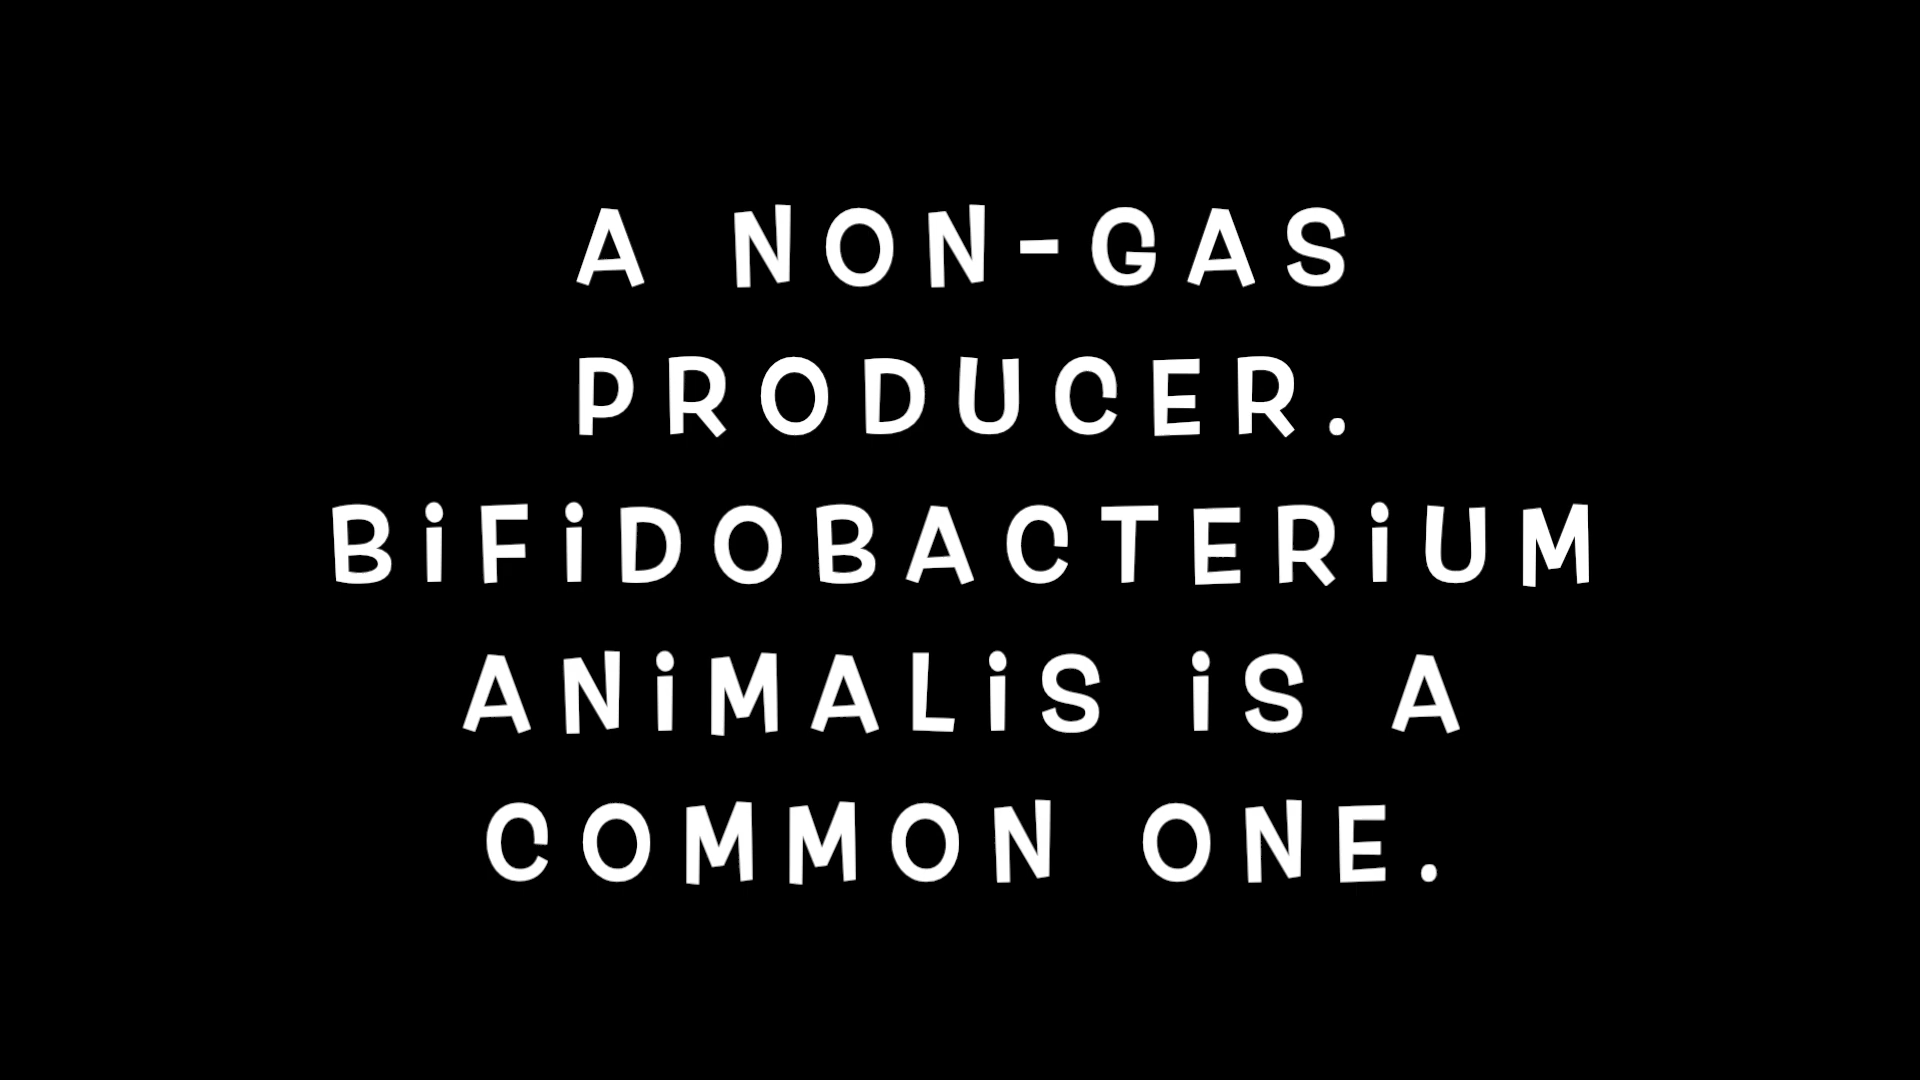 A NON-GAS
PRODUCER.
BiFiDOBACTERiUM
ANiMALiS iS A
COMMON ONE.